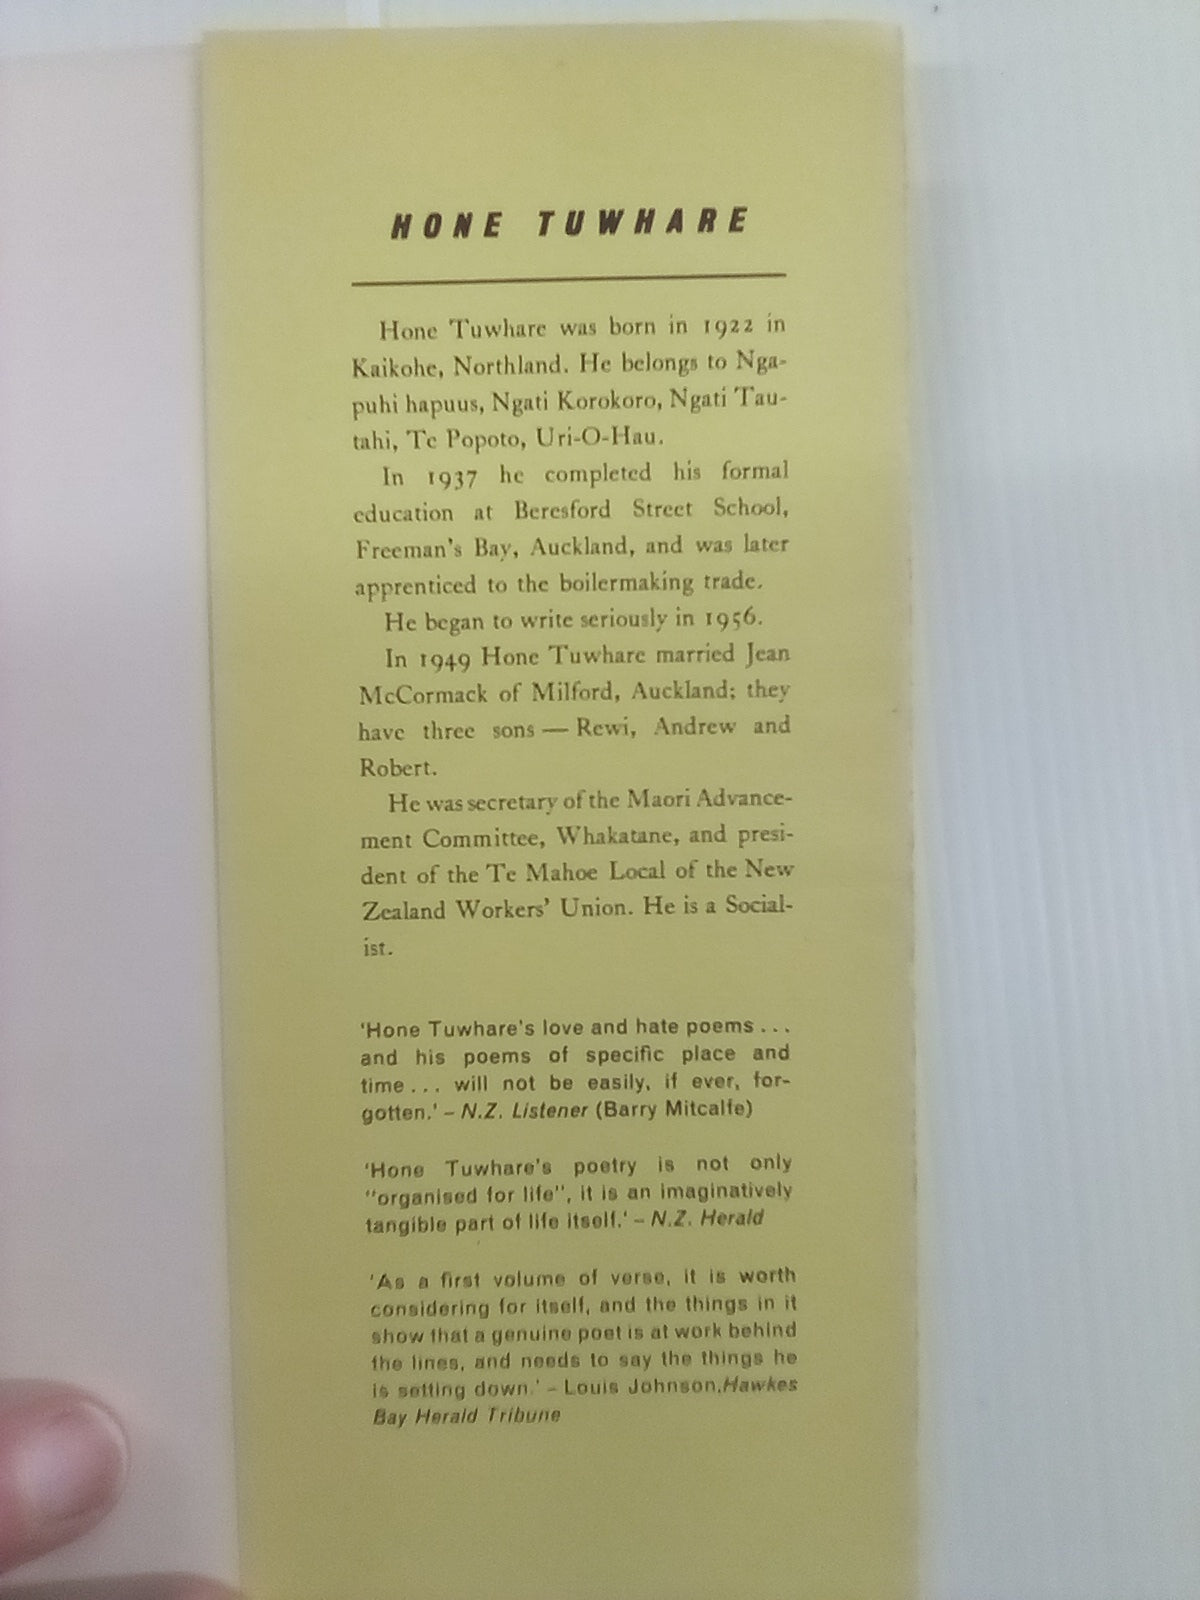 HONE TUWHARE
Hone Tuwhare was born in 1922 in
Kaikohe, Northland. He belongs to Nga-
puhi hapuus, Ngati Korokoro, Ngati Tau-
tahi, Te Popoto, Uri-O-Hau.
In 1937 he completed his formal
education at Beresford Street School,
Freeman's Bay, Auckland, and was later
apprenticed to the boilermaking trade.
He began to write seriously in 1956.
In 1949 Hone Tuwhare married Jean
McCormack of Milford, Auckland; they
have three sons — Rewi, Andrew and
Robert.
He was secretary of the Maori Advance-
ment Committee, Whakatane, and presi-
dent of the Te Mahoe Local of the New
Zealand Workers' Union. He is a Social-
ist.
'Hone Tuwhare's love and hate poems . . .
and his poems of specific place and
time . . . will not be easily, if ever, for-
gotten.' – N.Z. Listener (Barry Mitcalfe)
'Hone Tuwhare's poetry is not only
"organised for life", it is an imaginatively
tangible part of life itself.' – N.Z. Herald
'As a first volume of verse, it is worth
considering for itself, and the things in it
show that a genuine poet is at work behind
the lines, and needs to say the things he
is setting down.' – Louis Johnson, Hawkes
Bay Herald Tribune